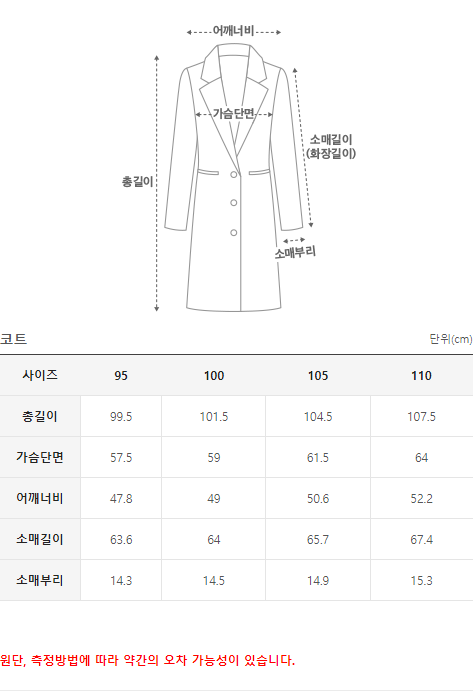 어깨너비
가슴단면
소매길이
(화장길이)
총길이
소매부리
코트 단위(cm)
사이즈 95 100 105 110
총길이 99.5 101.5 104.5 107.5
가슴단면 57.5 59 61.5 64
어깨너비 47.8 49 50.6 52.2
소매길이 63.6 64 65.7 67.4
소매부리 14.3 14.5 14.9 15.3
원단, 측정방법에 따라 약간의 오차 가능성이 있습니다.